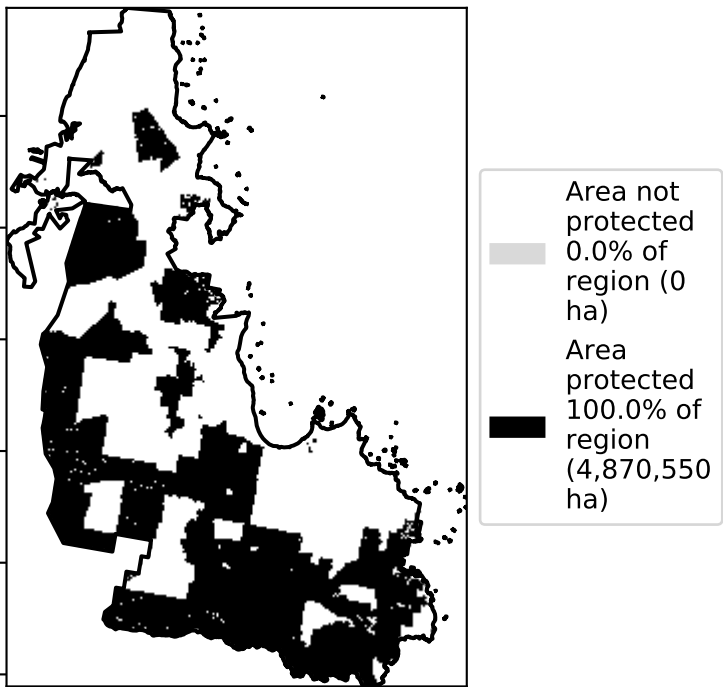 Area not
protected
0.0% of
region (0
ha)
Area
protected
100.0% of
region
(4,870,550
ha)